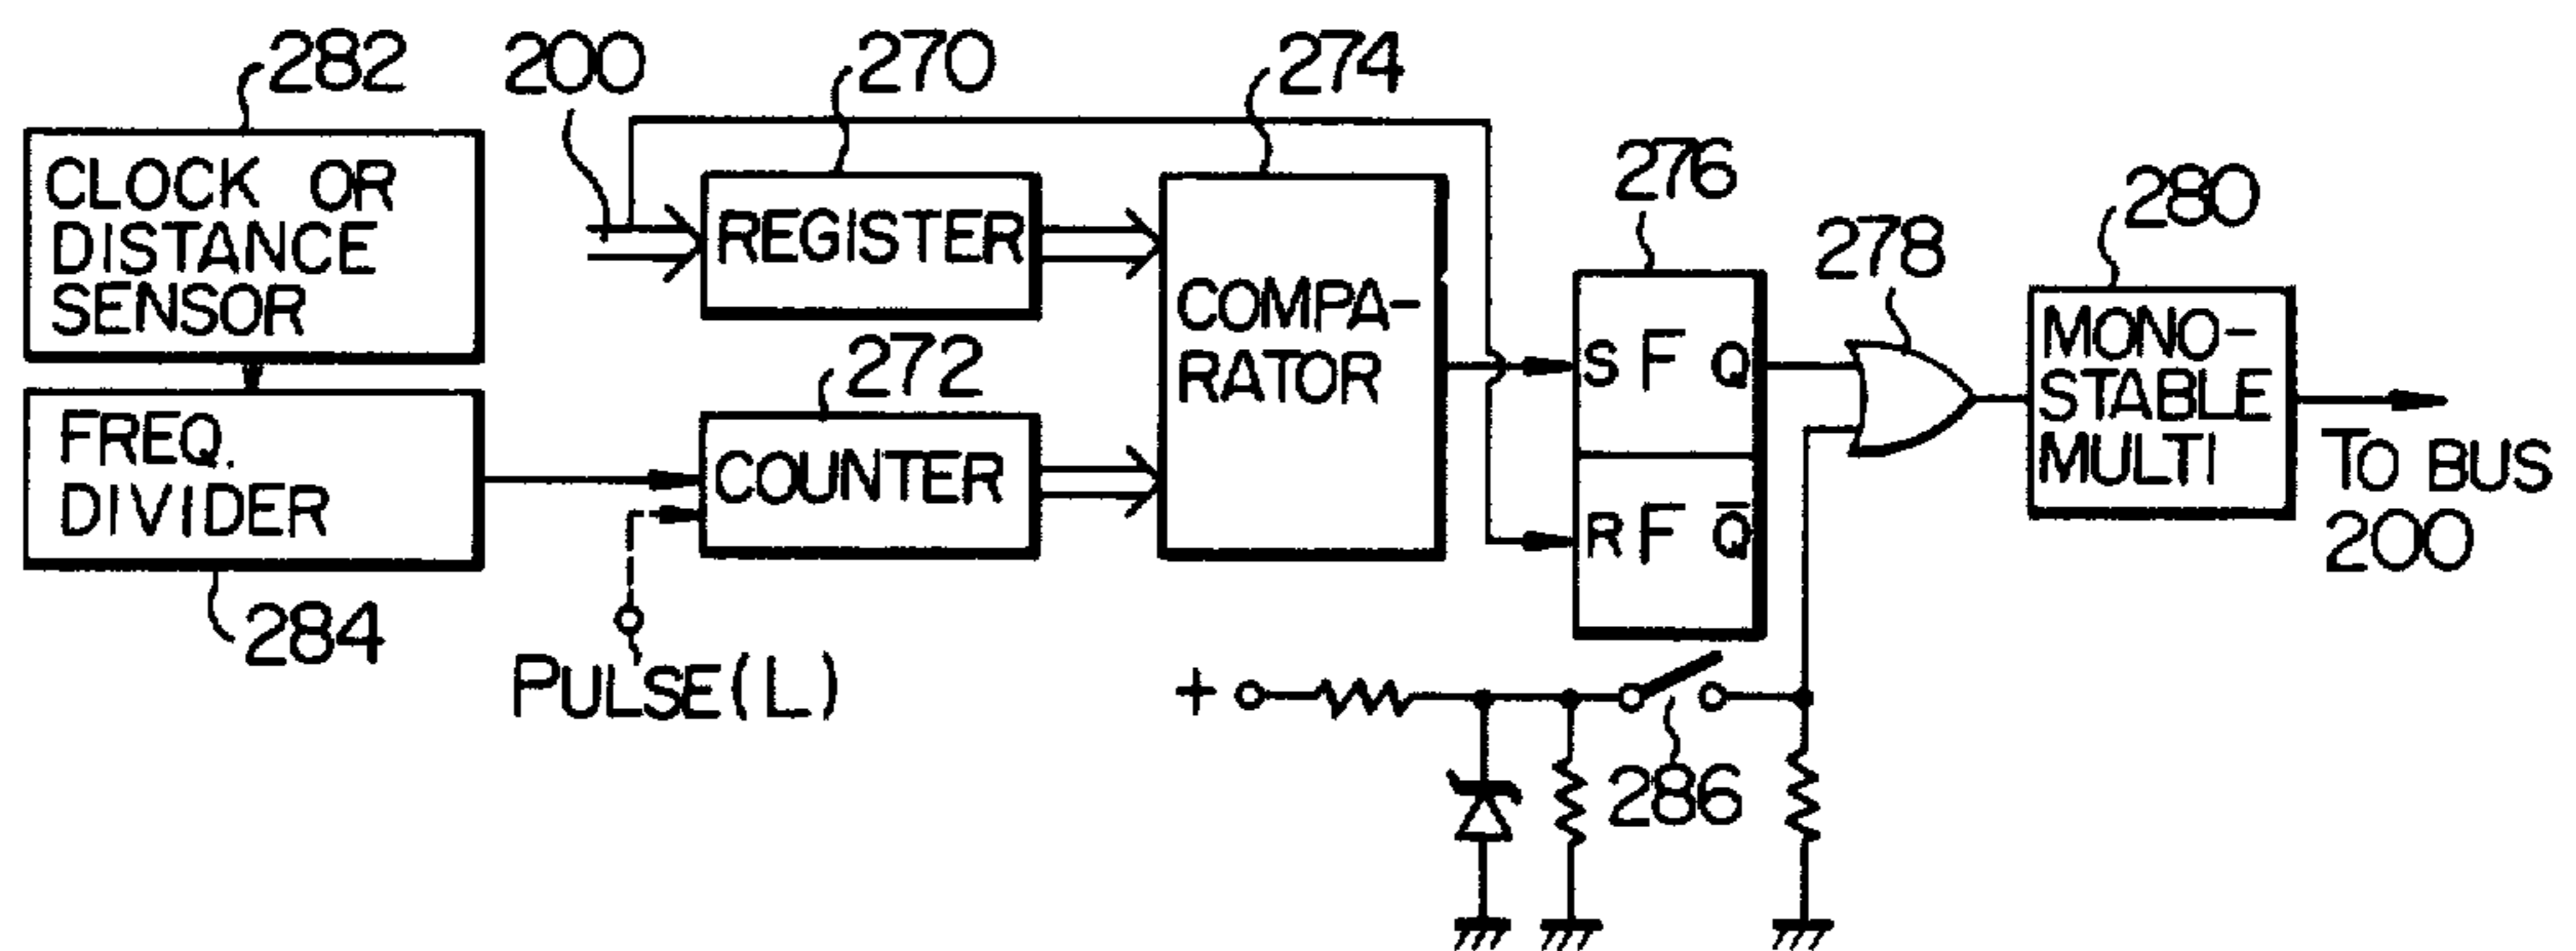 282
200
270
274
276
278
280
CLOCK OR
DISTANCE
SENSOR
REGISTER
COMPA-
RATOR
S F Q
R F Q̅
MONO-
STABLE
MULTI
TO BUS
200
272
FREQ.
DIVIDER
COUNTER
284
PULSE(L)
+
286